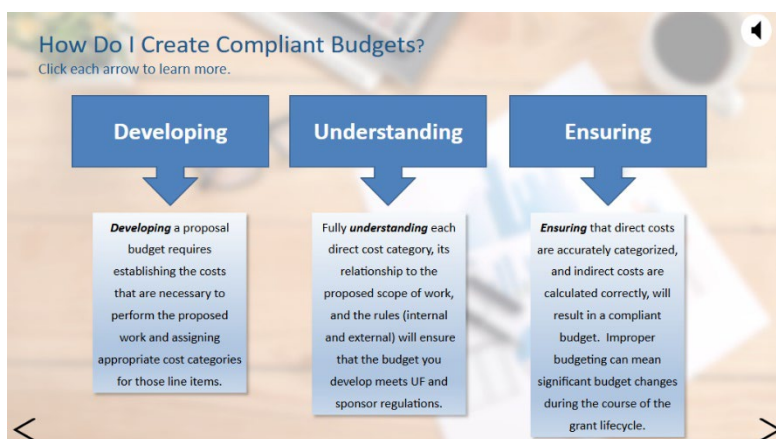 How Do I Create Compliant Budgets?
Click each arrow to learn more.
Developing
Understanding
Ensuring
Developing a proposal
budget requires
establishing the costs
that are necessary to
perform the proposed
work and assigning
appropriate cost categories
for those line items.
Fully understanding each
direct cost category, its
relationship to the
proposed scope of work,
and the rules (internal
and external) will ensure
that the budget you
develop meets UF and
sponsor regulations.
Ensuring that direct costs
are accurately categorized,
and indirect costs are
calculated correctly, will
result in a compliant
budget.  Improper
budgeting can mean
significant budget changes
during the course of the
grant lifecycle.